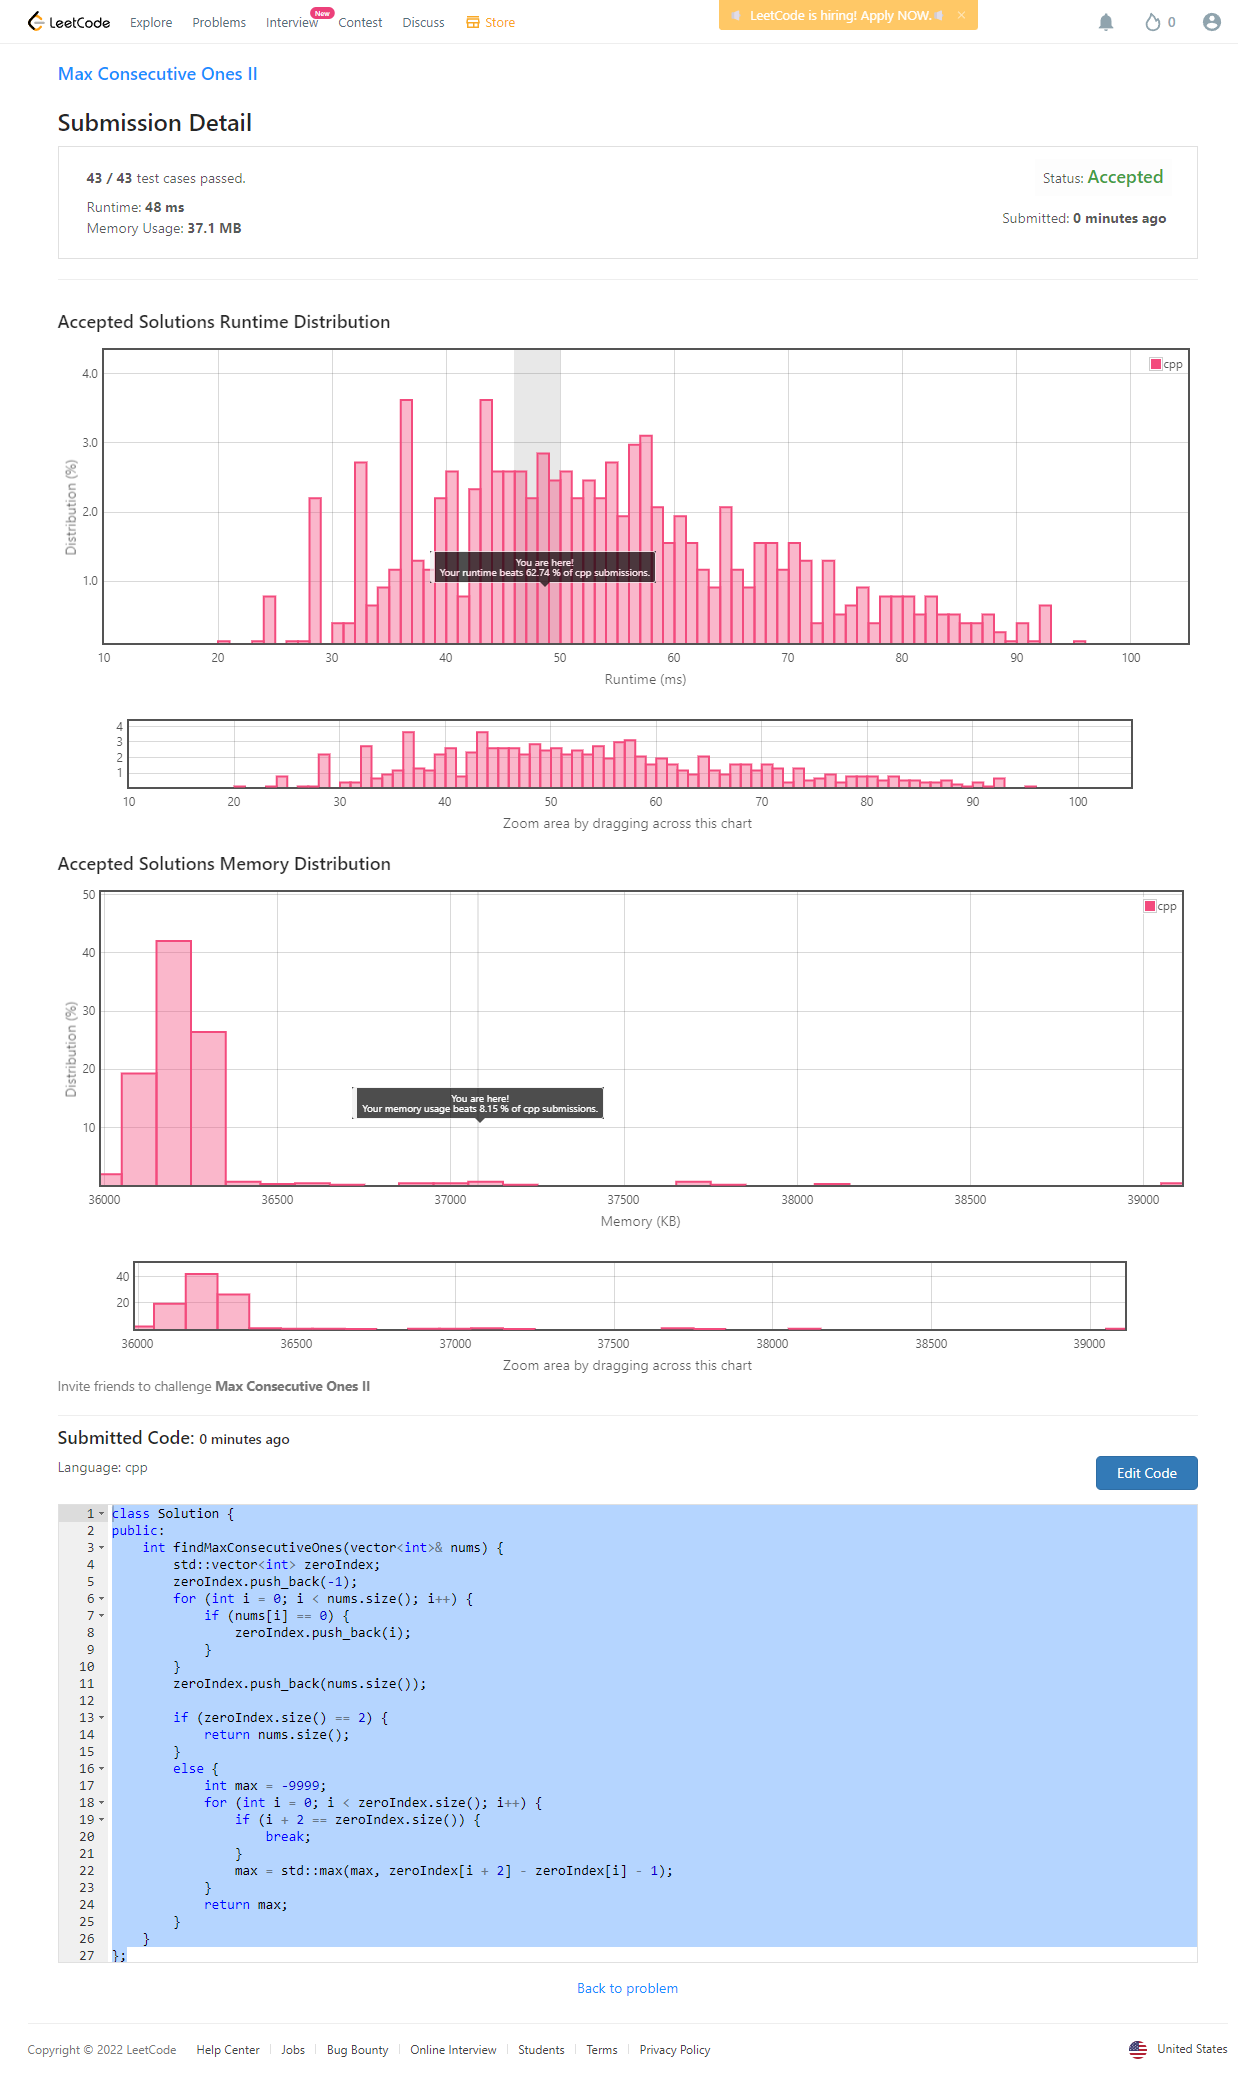 LeetCode Explore Problems Interview New Contest Discuss Store LeetCode is hiring! Apply NOW. × 0
Max Consecutive Ones II
Submission Detail
43 / 43 test cases passed.
Status: Accepted
Runtime: 48 ms
Submitted: 0 minutes ago
Memory Usage: 37.1 MB
Accepted Solutions Runtime Distribution
cpp
4.0
3.0
2.0
1.0
Distribution (%)
You are here!
Your runtime beats 62.74 % of cpp submissions.
10 20 30 40 50 60 70 80 90 100
Runtime (ms)
4
3
2
1
10 20 30 40 50 60 70 80 90 100
Zoom area by dragging across this chart
Accepted Solutions Memory Distribution
cpp
50
40
30
20
10
Distribution (%)
You are here!
Your memory usage beats 8.15 % of cpp submissions.
36000 36500 37000 37500 38000 38500 39000
Memory (KB)
40
20
36000 36500 37000 37500 38000 38500 39000
Zoom area by dragging across this chart
Invite friends to challenge Max Consecutive Ones II
Submitted Code: 0 minutes ago
Language: cpp
Edit Code
1 class Solution {
2 public:
3     int findMaxConsecutiveOnes(vector<int>& nums) {
4         std::vector<int> zeroIndex;
5         zeroIndex.push_back(-1);
6         for (int i = 0; i < nums.size(); i++) {
7             if (nums[i] == 0) {
8                 zeroIndex.push_back(i);
9             }
10         }
11         zeroIndex.push_back(nums.size());
12
13         if (zeroIndex.size() == 2) {
14             return nums.size();
15         }
16         else {
17             int max = -9999;
18             for (int i = 0; i < zeroIndex.size(); i++) {
19                 if (i + 2 == zeroIndex.size()) {
20                     break;
21                 }
22                 max = std::max(max, zeroIndex[i + 2] - zeroIndex[i] - 1);
23             }
24             return max;
25         }
26     }
27 };
Back to problem
Copyright © 2022 LeetCode Help Center Jobs Bug Bounty Online Interview Students Terms Privacy Policy United States